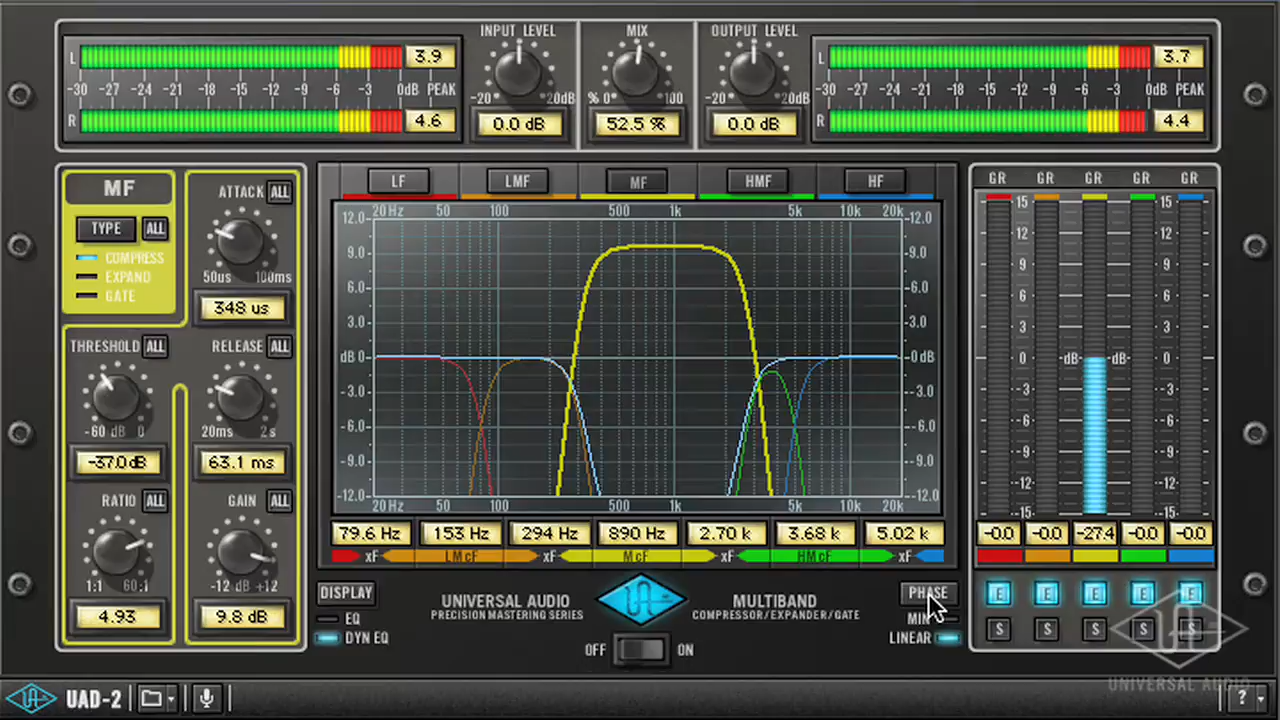 INPUT LEVEL MIX OUTPUT LEVEL
L 3.9 L 3.7
-30 -27 -24 -21 -18 -15 -12 -9 -6 -3 0dB PEAK -20 20dB % 0 100 -20 20dB -30 -27 -24 -21 -18 -15 -12 -9 -6 -3 0dB PEAK
R 4.6 0.0 dB 52.5 % 0.0 dB R 4.4
MF
TYPE ALL
COMPRESS
EXPAND
GATE
ATTACK ALL
50us 100ms
348 us
THRESHOLD ALL
-60 dB 0
-37.0dB
RELEASE ALL
20ms 2s
63.1 ms
RATIO ALL
1:1 60:1
4.93
GAIN ALL
-12 dB +12
9.8 dB
LF LMF MF HMF HF
12.0 20 Hz 50 100 500 1k 5k 10k 20k 12.0
9.0 9.0
6.0 6.0
3.0 3.0
dB 0 0 dB
-3.0 -3.0
-6.0 -6.0
-9.0 -9.0
-12.0 20 Hz 50 100 500 1k 5k 10k 20k -12.0
79.6 Hz 153 Hz 294 Hz 890 Hz 2.70 k 3.68 k 5.02 k
xF LMcF xF McF xF HMcF xF
DISPLAY
EQ
DYN EQ
UNIVERSAL AUDIO
PRECISION MASTERING SERIES
MULTIBAND
COMPRESSOR/EXPANDER/GATE
OFF ON
PHASE
MIN
LINEAR
GR GR GR GR GR
15 15
12 12
9 9
6 6
3 3
0 dB dB 0
-3 -3
-6 -6
-9 -9
-12 -12
-15 -15
-0.0 -0.0 -27.4 -0.0 -0.0
E E E E E
S S S S S
UNIVERSAL AUDIO
UAD-2 ?